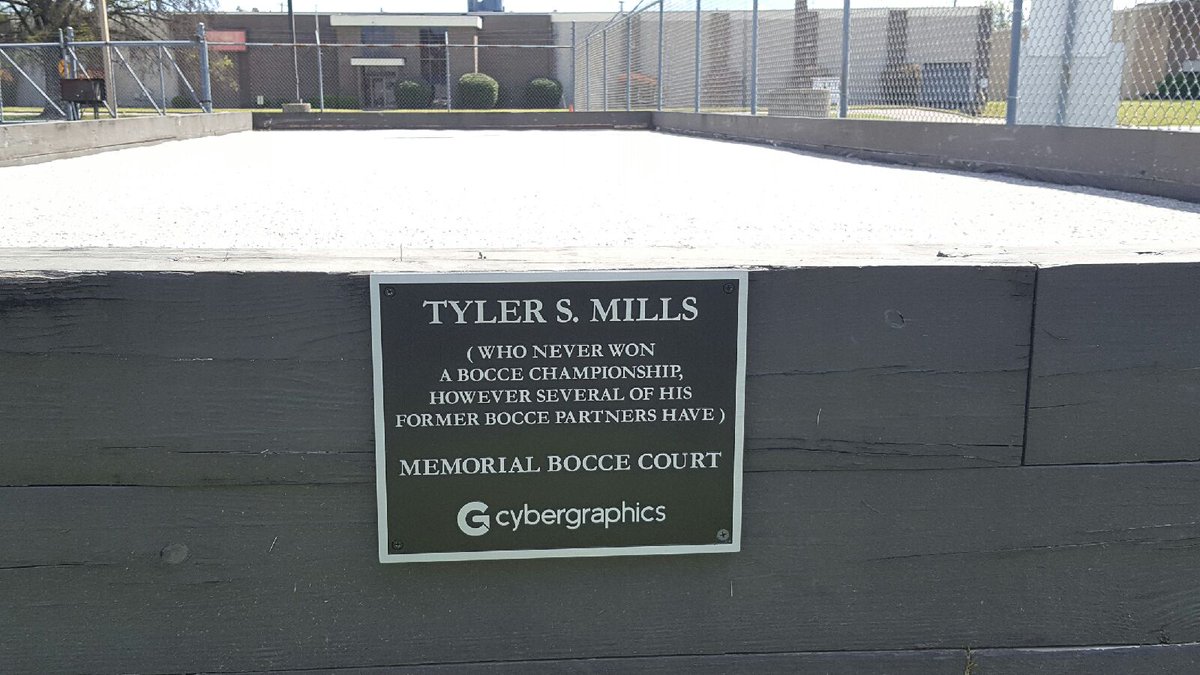 TYLER S. MILLS
( WHO NEVER WON
A BOCCE CHAMPIONSHIP,
HOWEVER SEVERAL OF HIS
FORMER BOCCE PARTNERS HAVE )
MEMORIAL BOCCE COURT
cybergraphics